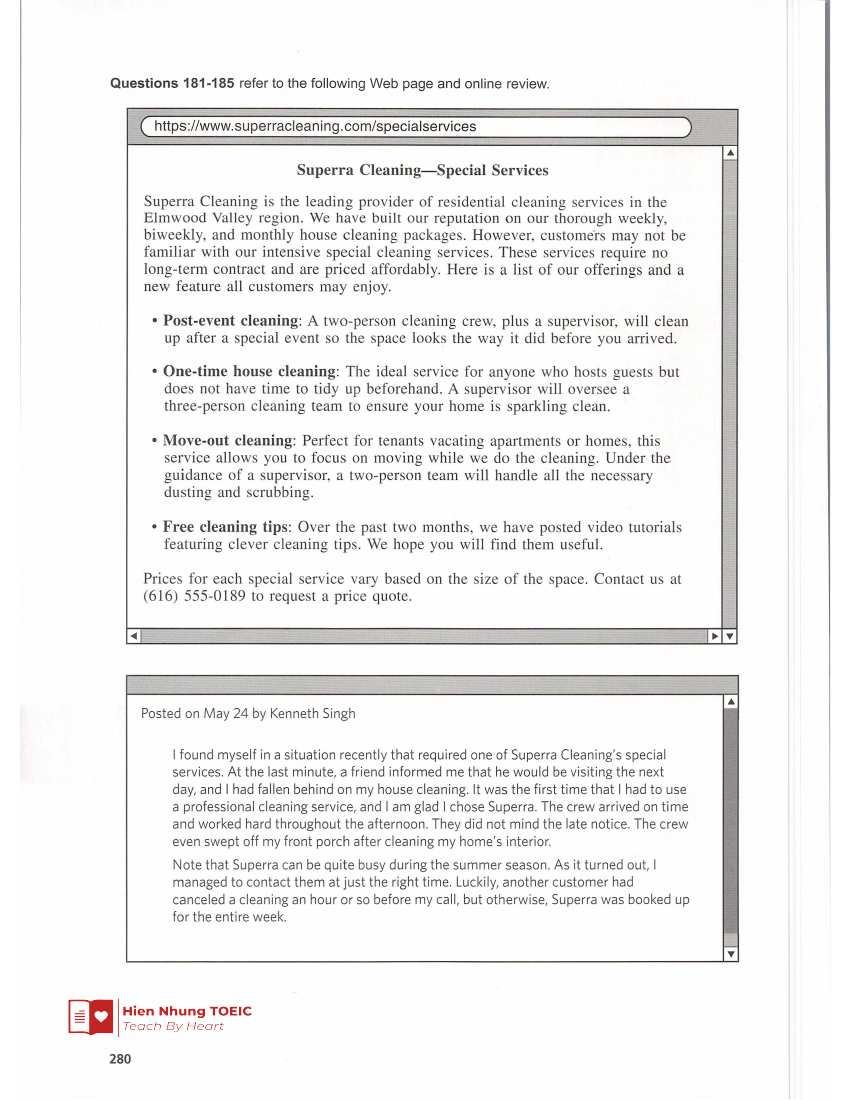 Questions 181-185 refer to the following Web page and online review.
https://www.superracleaning.com/specialservices
Superra Cleaning—Special Services
Superra Cleaning is the leading provider of residential cleaning services in the
Elmwood Valley region. We have built our reputation on our thorough weekly,
biweekly, and monthly house cleaning packages. However, customers may not be
familiar with our intensive special cleaning services. These services require no
long-term contract and are priced affordably. Here is a list of our offerings and a
new feature all customers may enjoy.
• Post-event cleaning: A two-person cleaning crew, plus a supervisor, will clean
up after a special event so the space looks the way it did before you arrived.
• One-time house cleaning: The ideal service for anyone who hosts guests but
does not have time to tidy up beforehand. A supervisor will oversee a
three-person cleaning team to ensure your home is sparkling clean.
• Move-out cleaning: Perfect for tenants vacating apartments or homes, this
service allows you to focus on moving while we do the cleaning. Under the
guidance of a supervisor, a two-person team will handle all the necessary
dusting and scrubbing.
• Free cleaning tips: Over the past two months, we have posted video tutorials
featuring clever cleaning tips. We hope you will find them useful.
Prices for each special service vary based on the size of the space. Contact us at
(616) 555-0189 to request a price quote.
Posted on May 24 by Kenneth Singh
I found myself in a situation recently that required one of Superra Cleaning's special
services. At the last minute, a friend informed me that he would be visiting the next
day, and I had fallen behind on my house cleaning. It was the first time that I had to use
a professional cleaning service, and I am glad I chose Superra. The crew arrived on time
and worked hard throughout the afternoon. They did not mind the late notice. The crew
even swept off my front porch after cleaning my home's interior.
Note that Superra can be quite busy during the summer season. As it turned out, I
managed to contact them at just the right time. Luckily, another customer had
canceled a cleaning an hour or so before my call, but otherwise, Superra was booked up
for the entire week.
Hien Nhung TOEIC
Teach By Heart
280